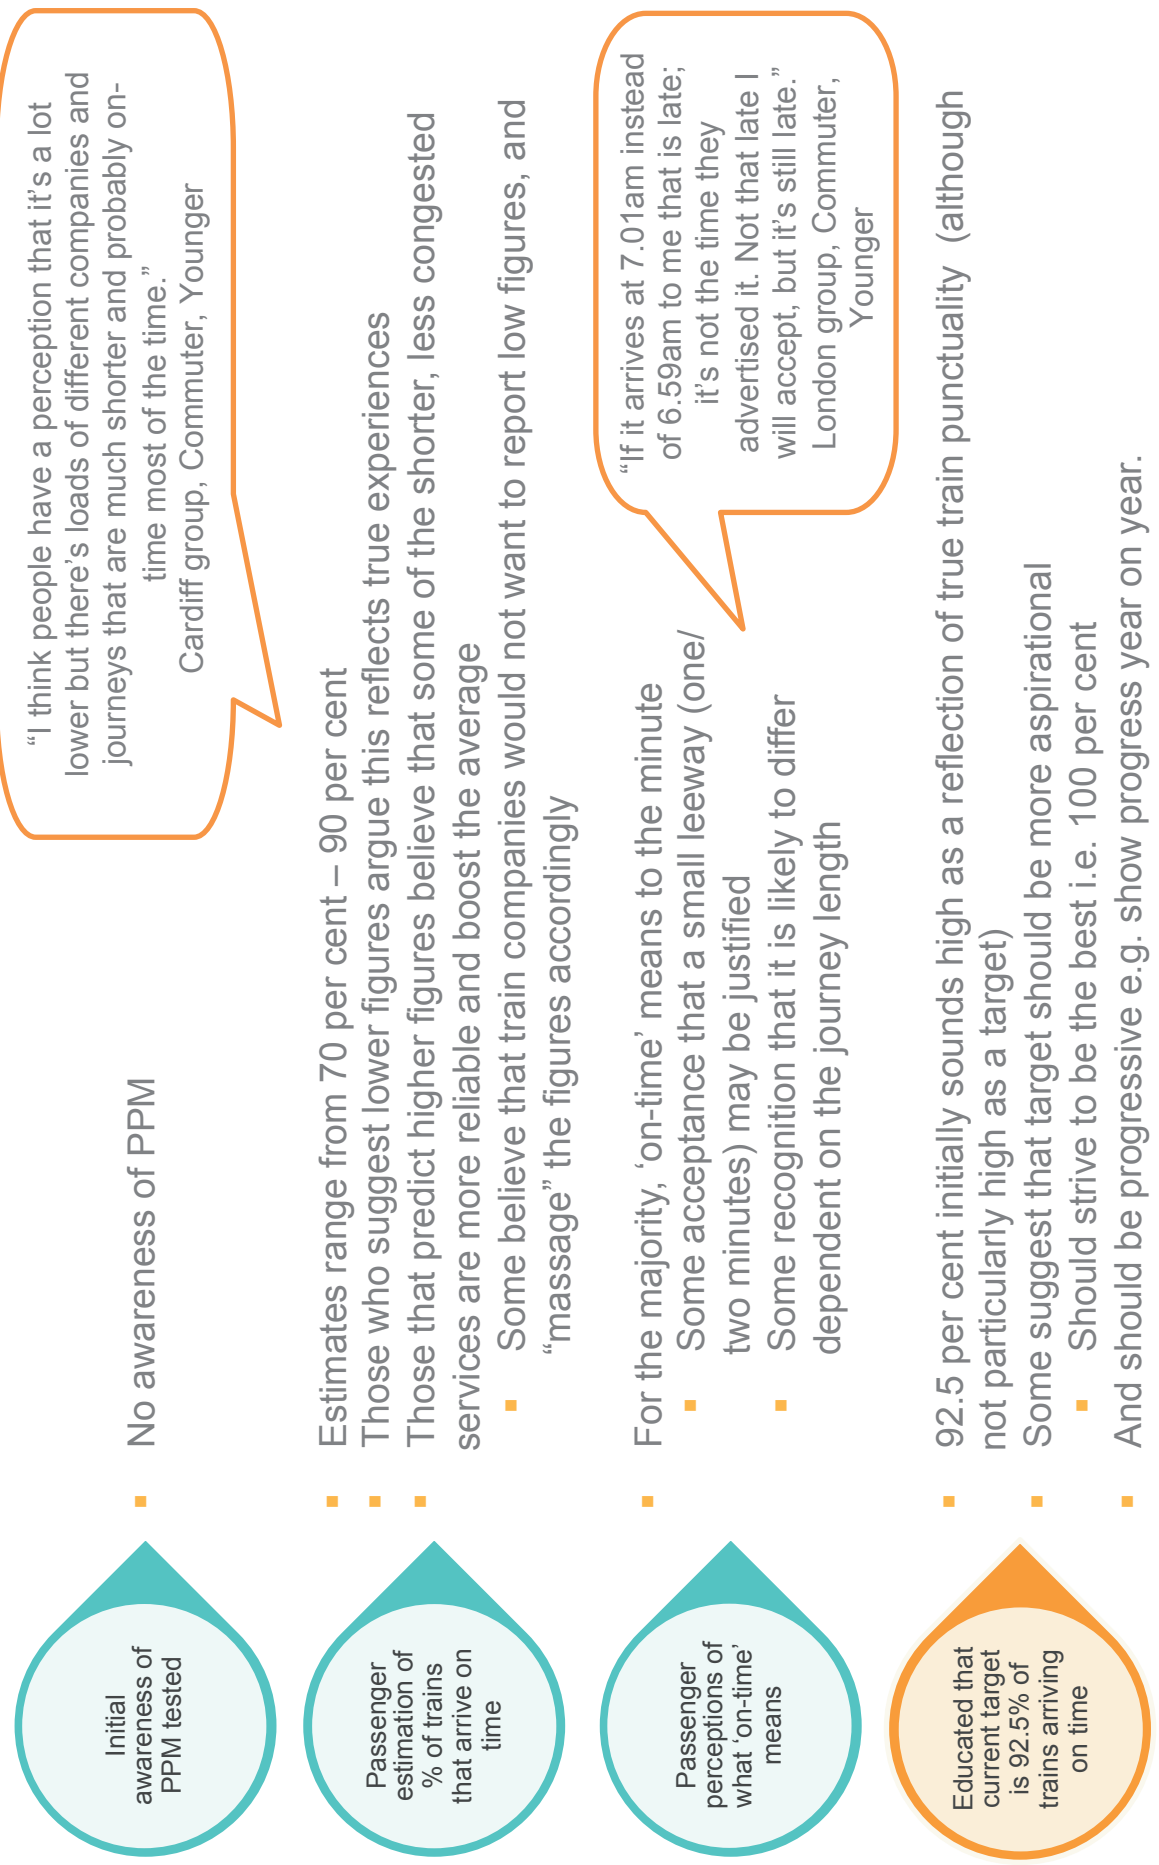 Initial
awareness of
PPM tested
No awareness of PPM
“I think people have a perception that it’s a lot
lower but there’s loads of different companies and
journeys that are much shorter and probably on-
time most of the time.”
Cardiff group, Commuter, Younger
Passenger
estimation of
% of trains
that arrive on
time
Estimates range from 70 per cent – 90 per cent
Those who suggest lower figures argue this reflects true experiences
Those that predict higher figures believe that some of the shorter, less congested
services are more reliable and boost the average
Some believe that train companies would not want to report low figures, and
“massage” the figures accordingly
Passenger
perceptions of
what ‘on-time’
means
For the majority, ‘on-time’ means to the minute
Some acceptance that a small leeway (one/
two minutes) may be justified
Some recognition that it is likely to differ
dependent on the journey length
“If it arrives at 7.01am instead
of 6.59am to me that is late;
it’s not the time they
advertised it. Not that late I
will accept, but it’s still late.”
London group, Commuter,
Younger
Educated that
current target
is 92.5% of
trains arriving
on time
92.5 per cent initially sounds high as a reflection of true train punctuality (although
not particularly high as a target)
Some suggest that target should be more aspirational
Should strive to be the best i.e. 100 per cent
And should be progressive e.g. show progress year on year.